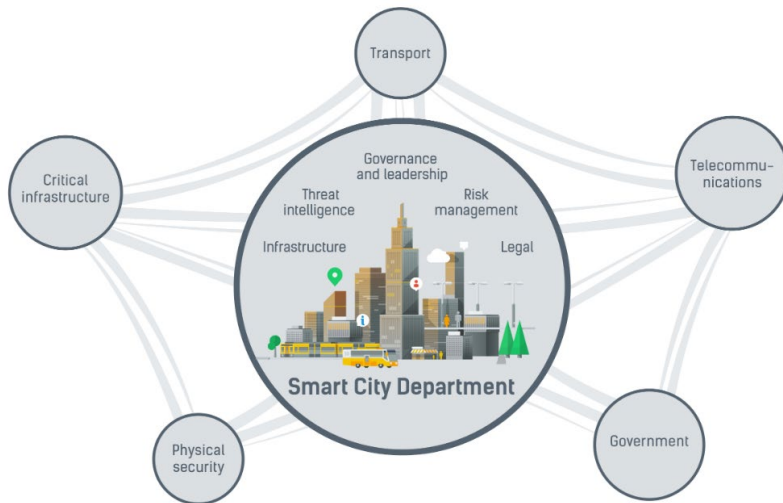 Transport
Critical
infrastructure
Telecommu-
nications
Governance
and leadership
Threat
intelligence
Risk
management
Infrastructure
Legal
Smart City Department
Physical
security
Government